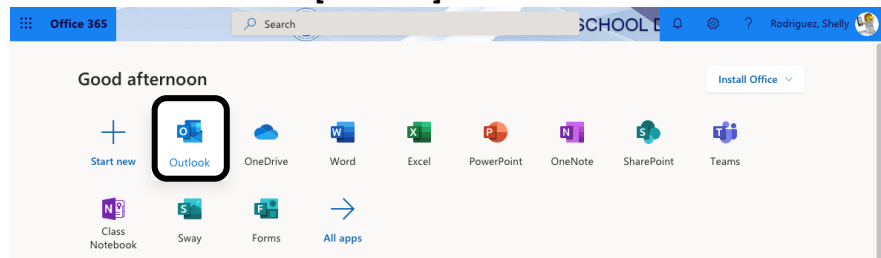 Office 365 Search SCHOOL ? Rodriguez, Shelly
Good afternoon Install Office
Start new Outlook OneDrive Word Excel PowerPoint OneNote SharePoint Teams
Class Notebook Sway Forms All apps